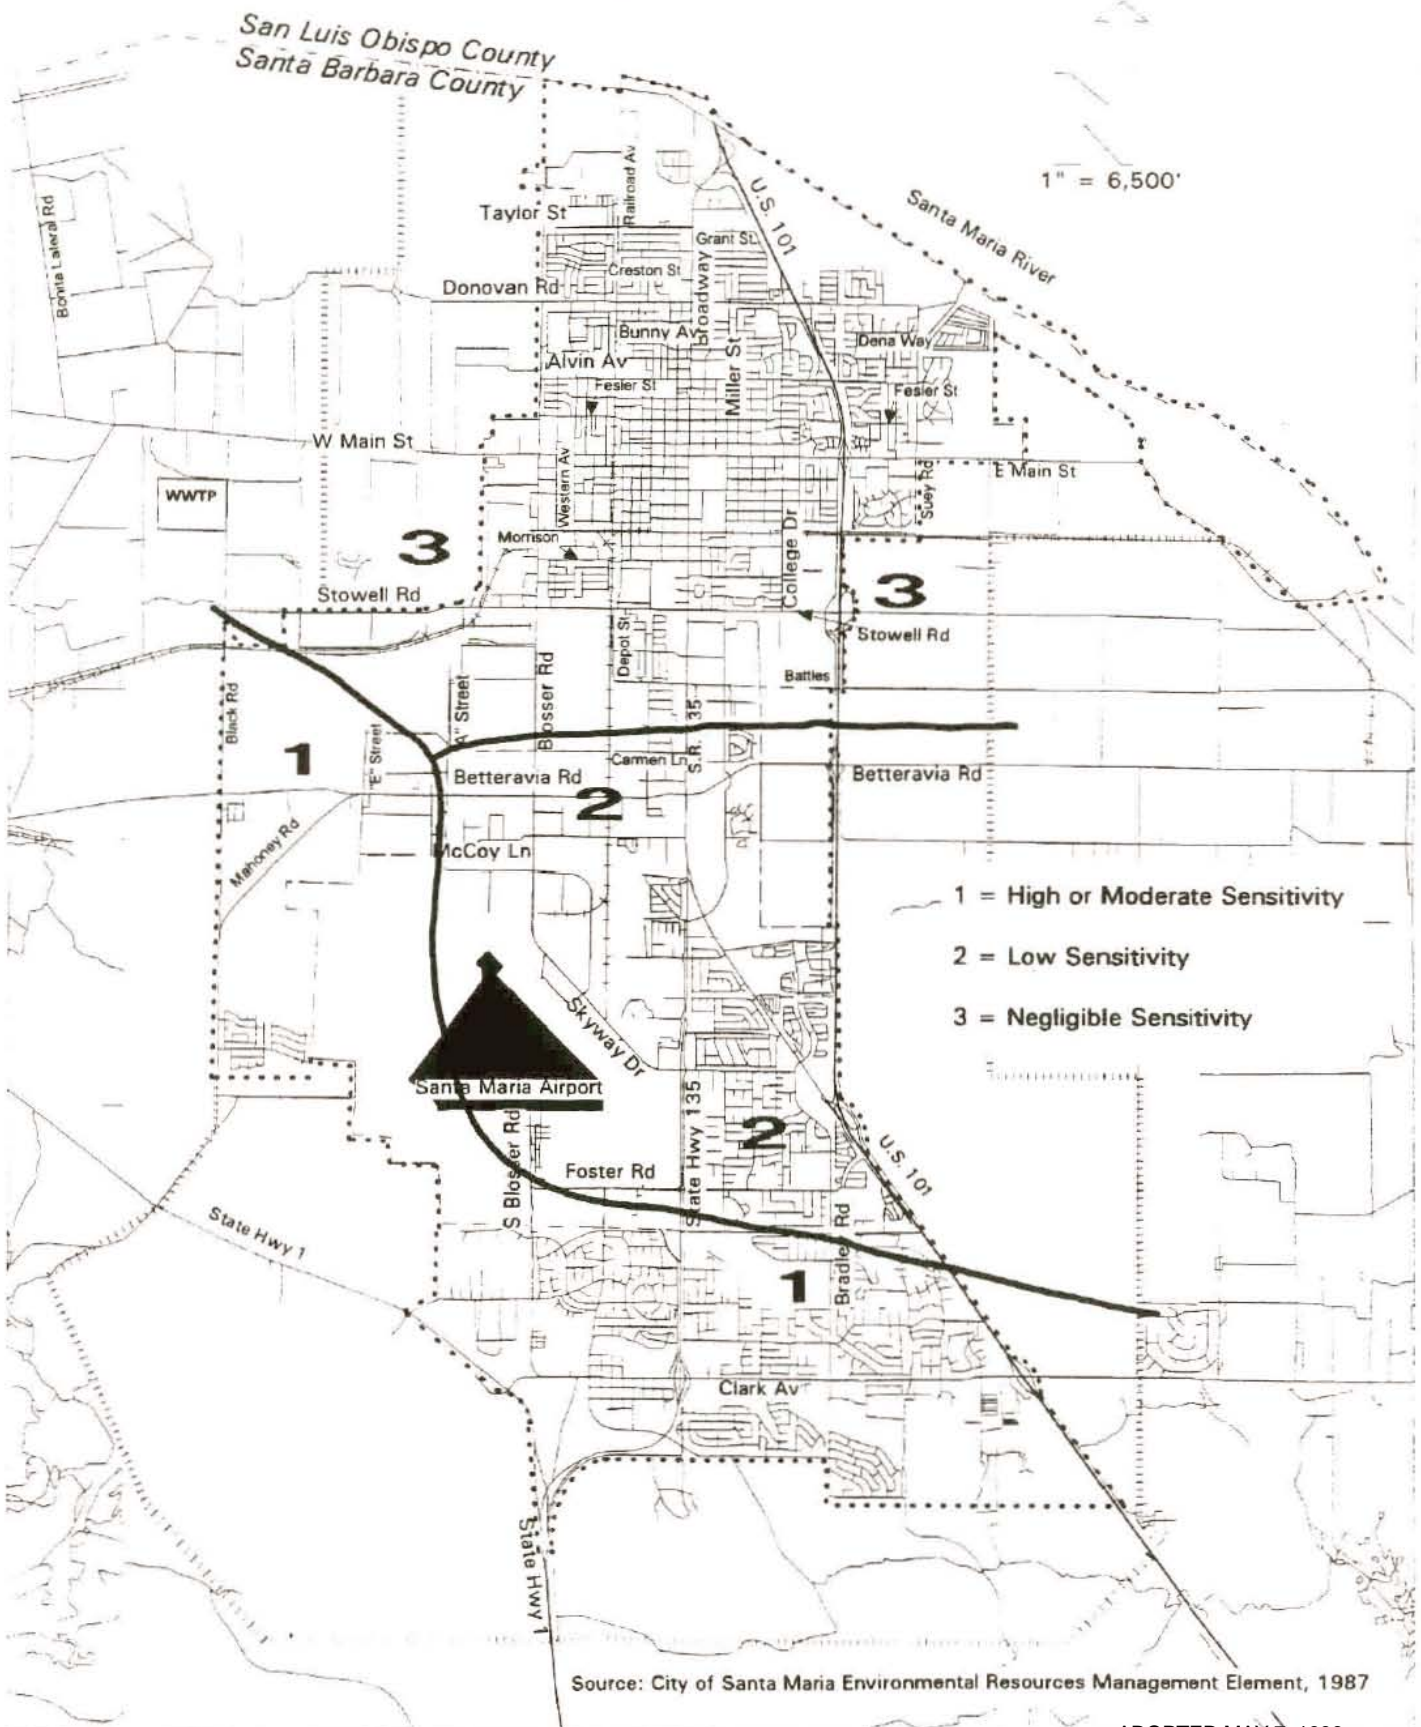 San Luis Obispo County
Santa Barbara County
1" = 6,500'
Bonita Lateral Rd
Railroad Av
Taylor St
U.S. 101
Santa Maria River
Grant St
Creston St
Broadway
Donovan Rd
Bunny Av
Dena Way
Alvin Av
Miller St
Fesler St
Fesler St
W Main St
E Main St
Western Av
Suey Rd
WWTP
3
Morrison
College Dr
3
Stowell Rd
Stowell Rd
Depot St
Battles
Black Rd
"A" Street
Blosser Rd
S.R. 35
1
"E" Street
Carmen Ln
Betteravia Rd
Betteravia Rd
2
Mahoney Rd
McCoy Ln
1 = High or Moderate Sensitivity
2 = Low Sensitivity
3 = Negligible Sensitivity
Skyway Dr
Santa Maria Airport
State Hwy 135
2
U.S. 101
S Blosser Rd
Foster Rd
State Hwy 1
Bradley Rd
1
Clark Av
State Hwy 1
Source: City of Santa Maria Environmental Resources Management Element, 1987